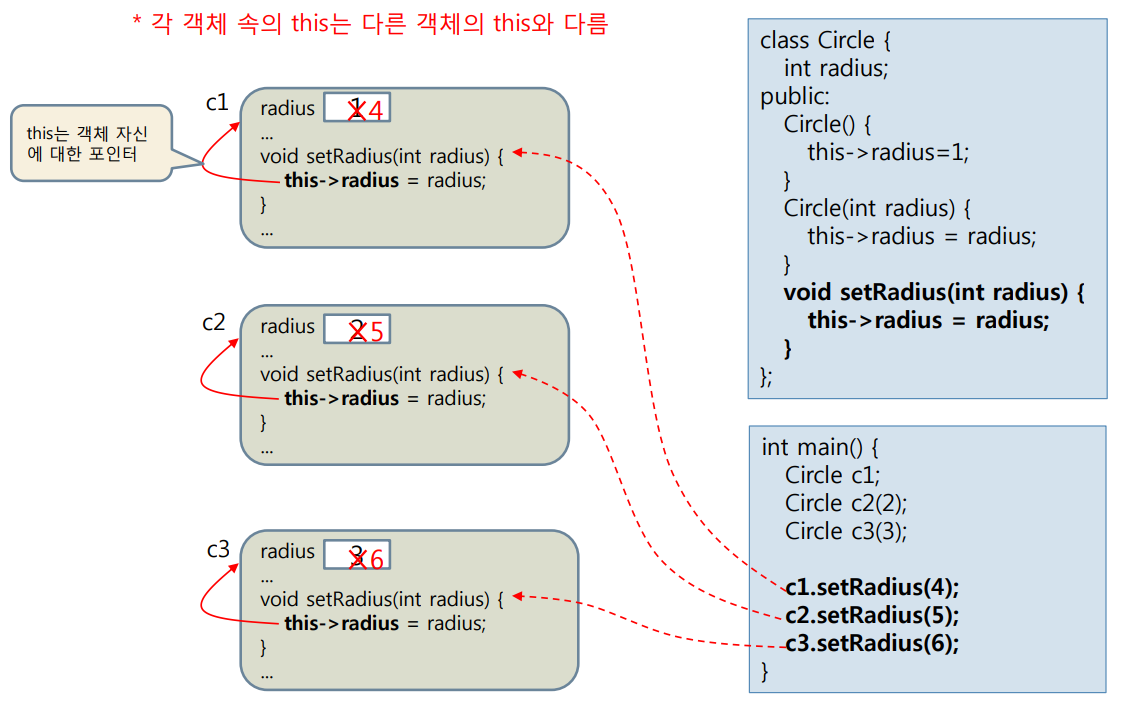 * 각 객체 속의 this는 다른 객체의 this와 다름
this는 객체 자신
에 대한 포인터
c1
radius 1 4
...
void setRadius(int radius) {
this->radius = radius;
}
...
c2
radius 2 5
...
void setRadius(int radius) {
this->radius = radius;
}
...
c3
radius 3 6
...
void setRadius(int radius) {
this->radius = radius;
}
...
class Circle {
int radius;
public:
Circle() {
this->radius=1;
}
Circle(int radius) {
this->radius = radius;
}
void setRadius(int radius) {
this->radius = radius;
}
};
int main() {
Circle c1;
Circle c2(2);
Circle c3(3);
c1.setRadius(4);
c2.setRadius(5);
c3.setRadius(6);
}